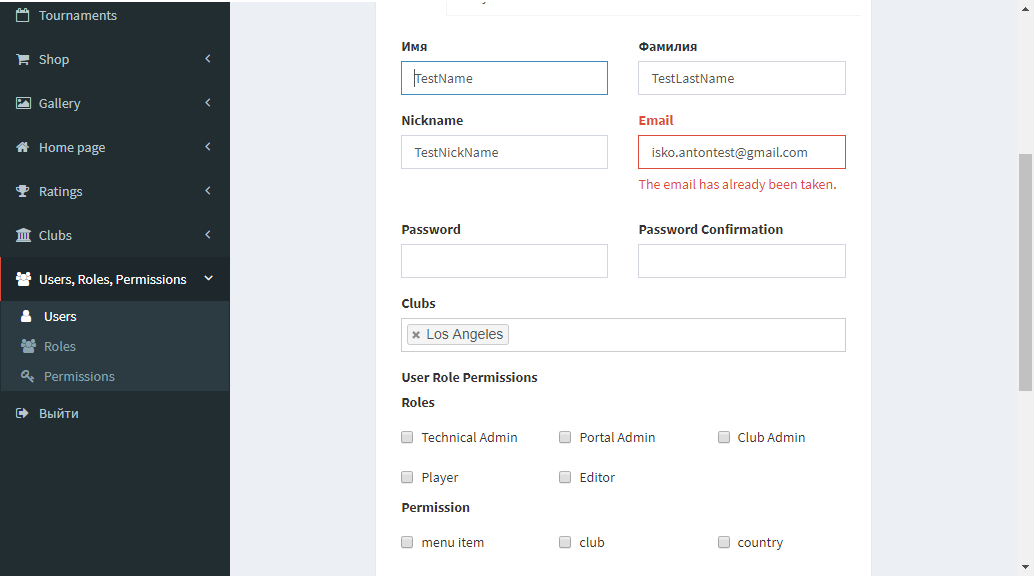 Tournaments
Shop
Gallery
Home page
Ratings
Clubs
Users, Roles, Permissions
Users
Roles
Permissions
Выйти
Имя Фамилия
TestName TestLastName
Nickname Email
TestNickName isko.antontest@gmail.com
The email has already been taken.
Password Password Confirmation
Clubs
× Los Angeles
User Role Permissions
Roles
Technical Admin Portal Admin Club Admin
Player Editor
Permission
menu item club country